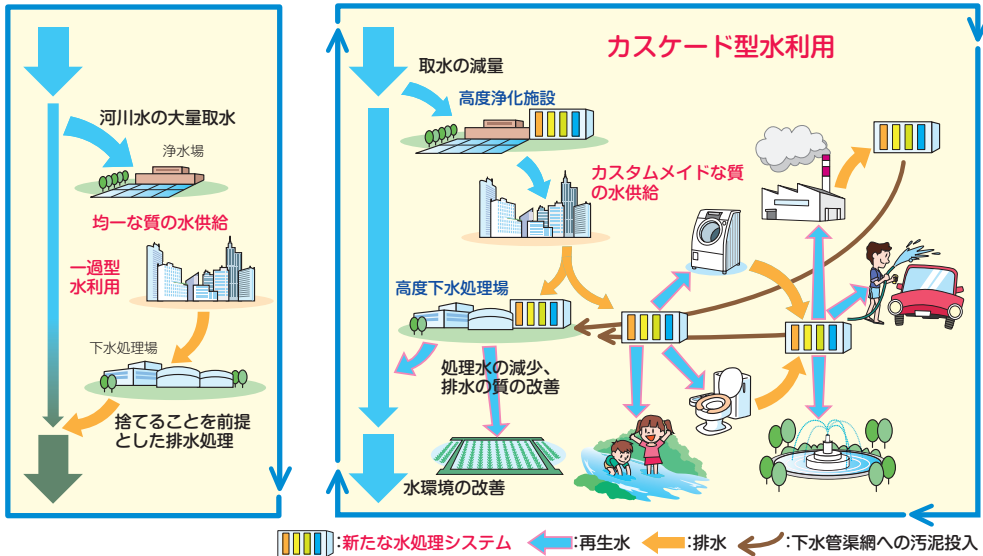 河川水の大量取水
浄水場
均一な質の水供給
一過型
水利用
下水処理場
捨てることを前提
とした排水処理
カスケード型水利用
取水の減量
高度浄化施設
カスタムメイドな質
の水供給
高度下水処理場
処理水の減少、
排水の質の改善
水環境の改善
:新たな水処理システム
:再生水
:排水
:下水管渠網への汚泥投入